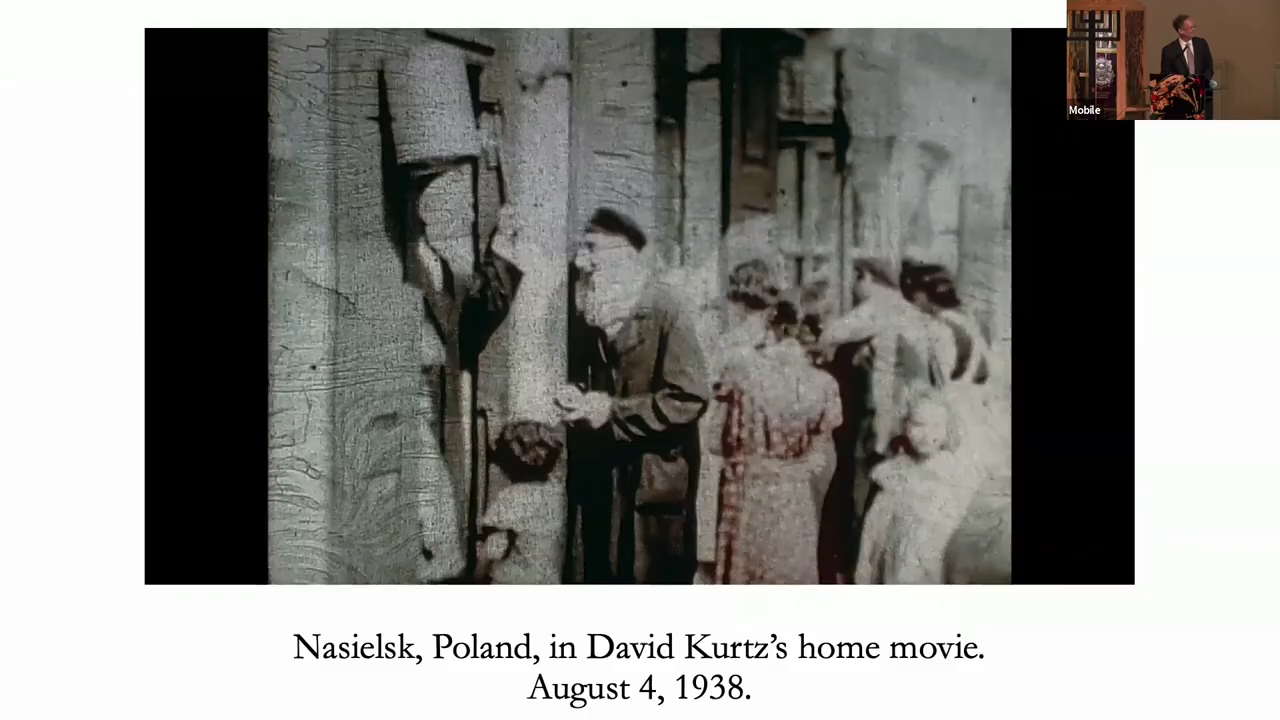 Mobile
Nasielsk, Poland, in David Kurtz’s home movie.
August 4, 1938.